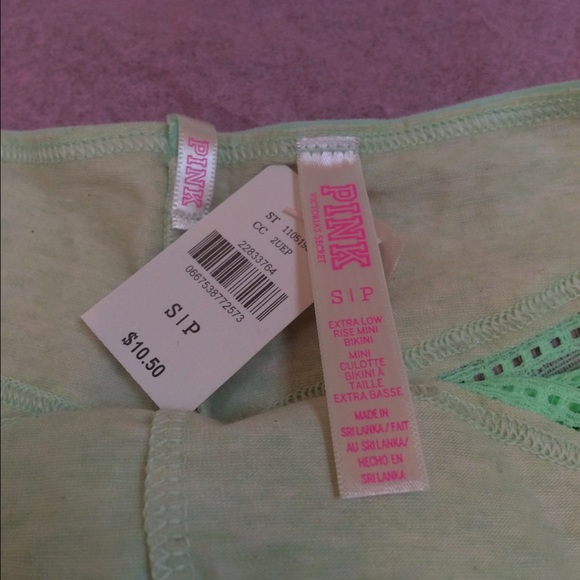 PINK
ST
CC 2UEP
22833764
0667538772573
S|P
$10.50
PINK
VICTORIA'S SECRET
S|P
EXTRA LOW
RISE MINI
BIKINI
MINI
CULOTTE
BIKINI À
TAILLE
EXTRA BASSE
MADE IN
SRI LANKA/FAIT
AU SRI LANKA/
HECHO EN
SRI LANKA